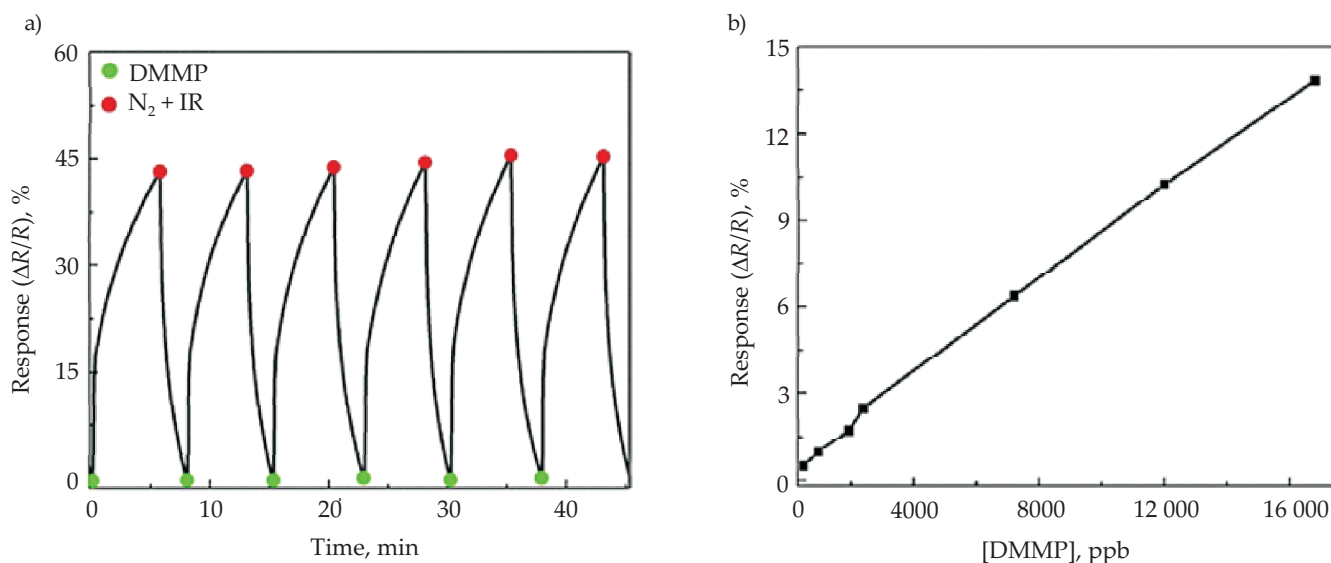 a)
60
45
30
15
0
Response (ΔR/R), %
DMMP
N₂ + IR
0 10 20 30 40
Time, min
b)
15
12
9
6
3
0
Response (ΔR/R), %
0 4000 8000 12 000 16 000
[DMMP], ppb